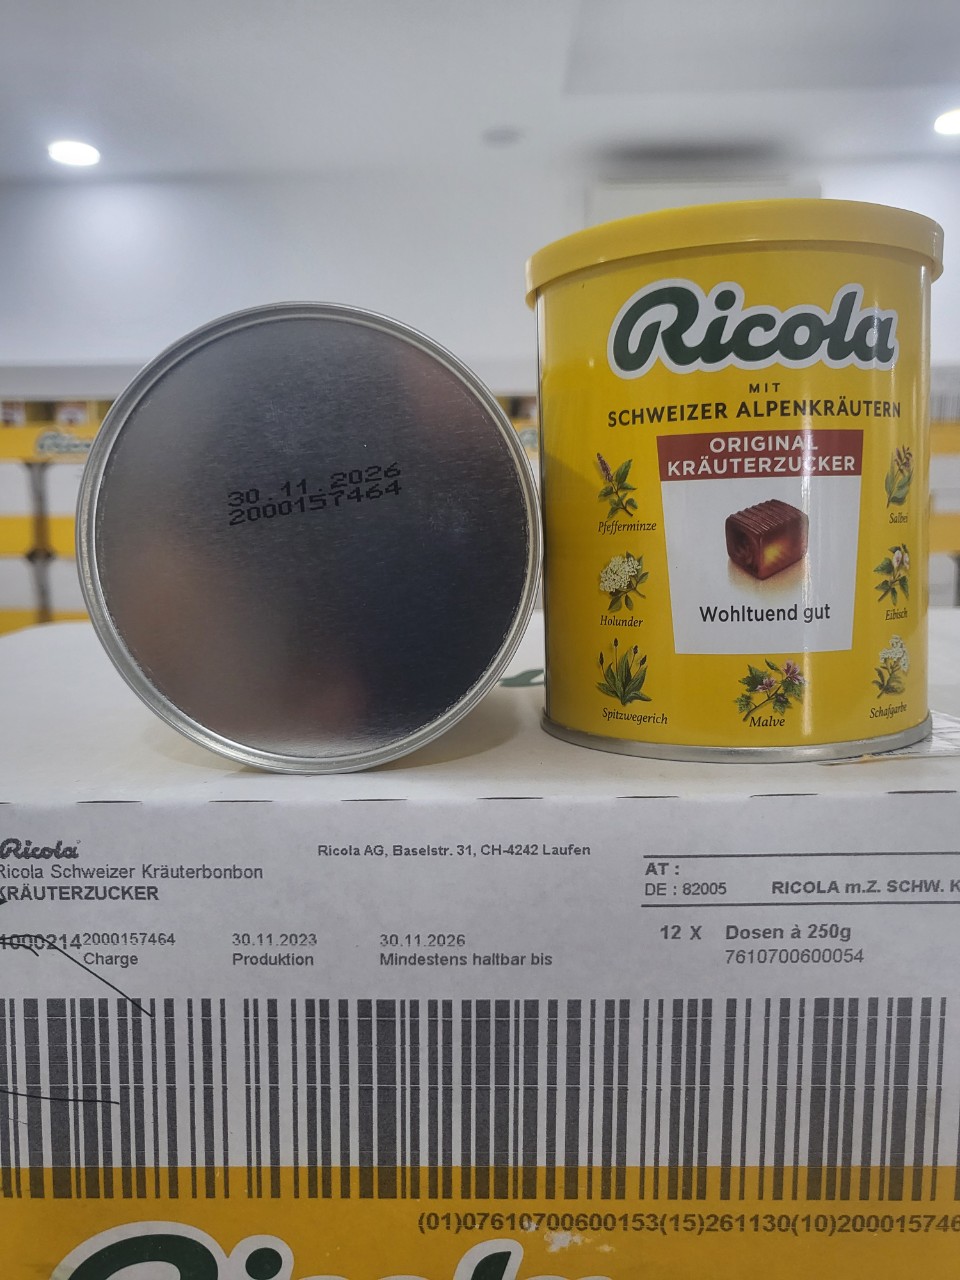 30.11.2026
2000157464
Ricola
MIT
SCHWEIZER ALPENKRÄUTERN
ORIGINAL
KRÄUTERZUCKER
Pfefferminze
Salbei
Holunder
Eibisch
Wohltuend gut
Spitzwegerich
Malve
Schafgarbe
Ricola
Ricola Schweizer Kräuterbonbon
KRÄUTERZUCKER
Ricola AG, Baselstr. 31, CH-4242 Laufen
AT :
DE : 82005 RICOLA m.Z. SCHW. K
1000214 2000157464 30.11.2023 30.11.2026
Charge Produktion Mindestens haltbar bis
12 X Dosen à 250g
7610700600054
(01)07610700600153(15)261130(10)200015746
Ricola